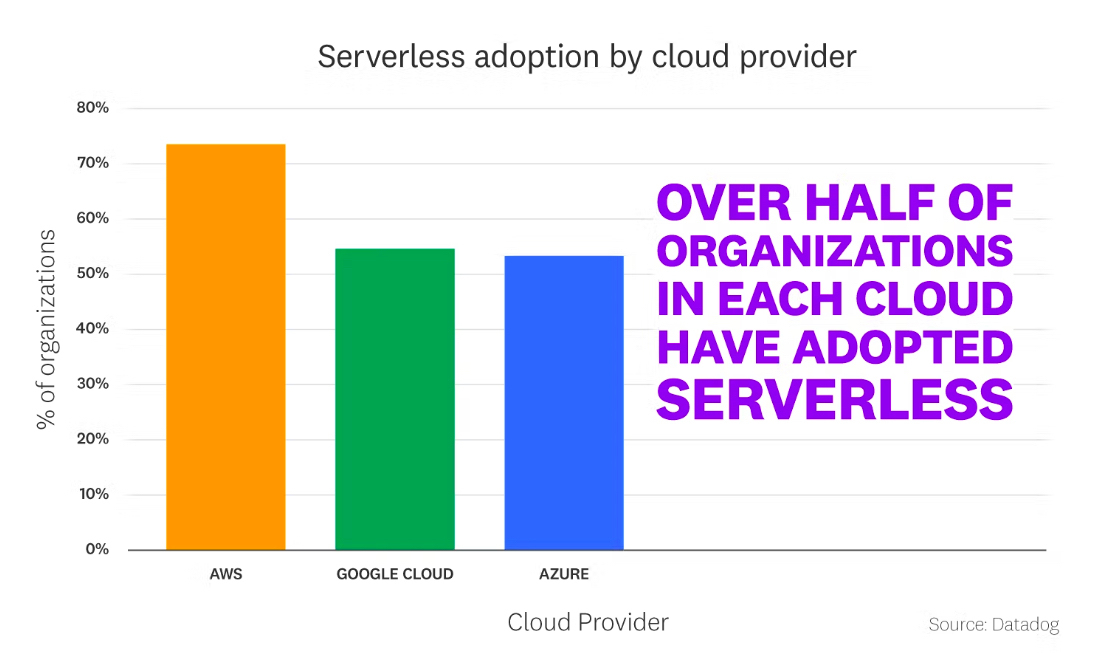 Serverless adoption by cloud provider
80%
70%
60%
50%
40%
30%
20%
10%
0%
% of organizations
OVER HALF OF
ORGANIZATIONS
IN EACH CLOUD
HAVE ADOPTED
SERVERLESS
AWS
GOOGLE CLOUD
AZURE
Cloud Provider
Source: Datadog